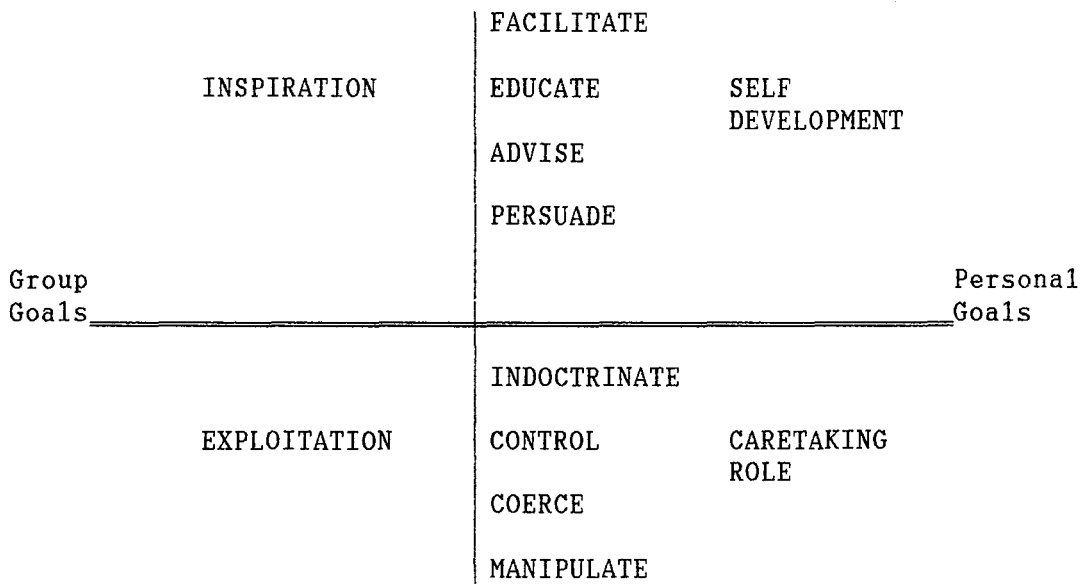 FACILITATE
INSPIRATION EDUCATE SELF
DEVELOPMENT
ADVISE
PERSUADE
Group Personal
Goals Goals
INDOCTRINATE
EXPLOITATION CONTROL CARETAKING
ROLE
COERCE
MANIPULATE